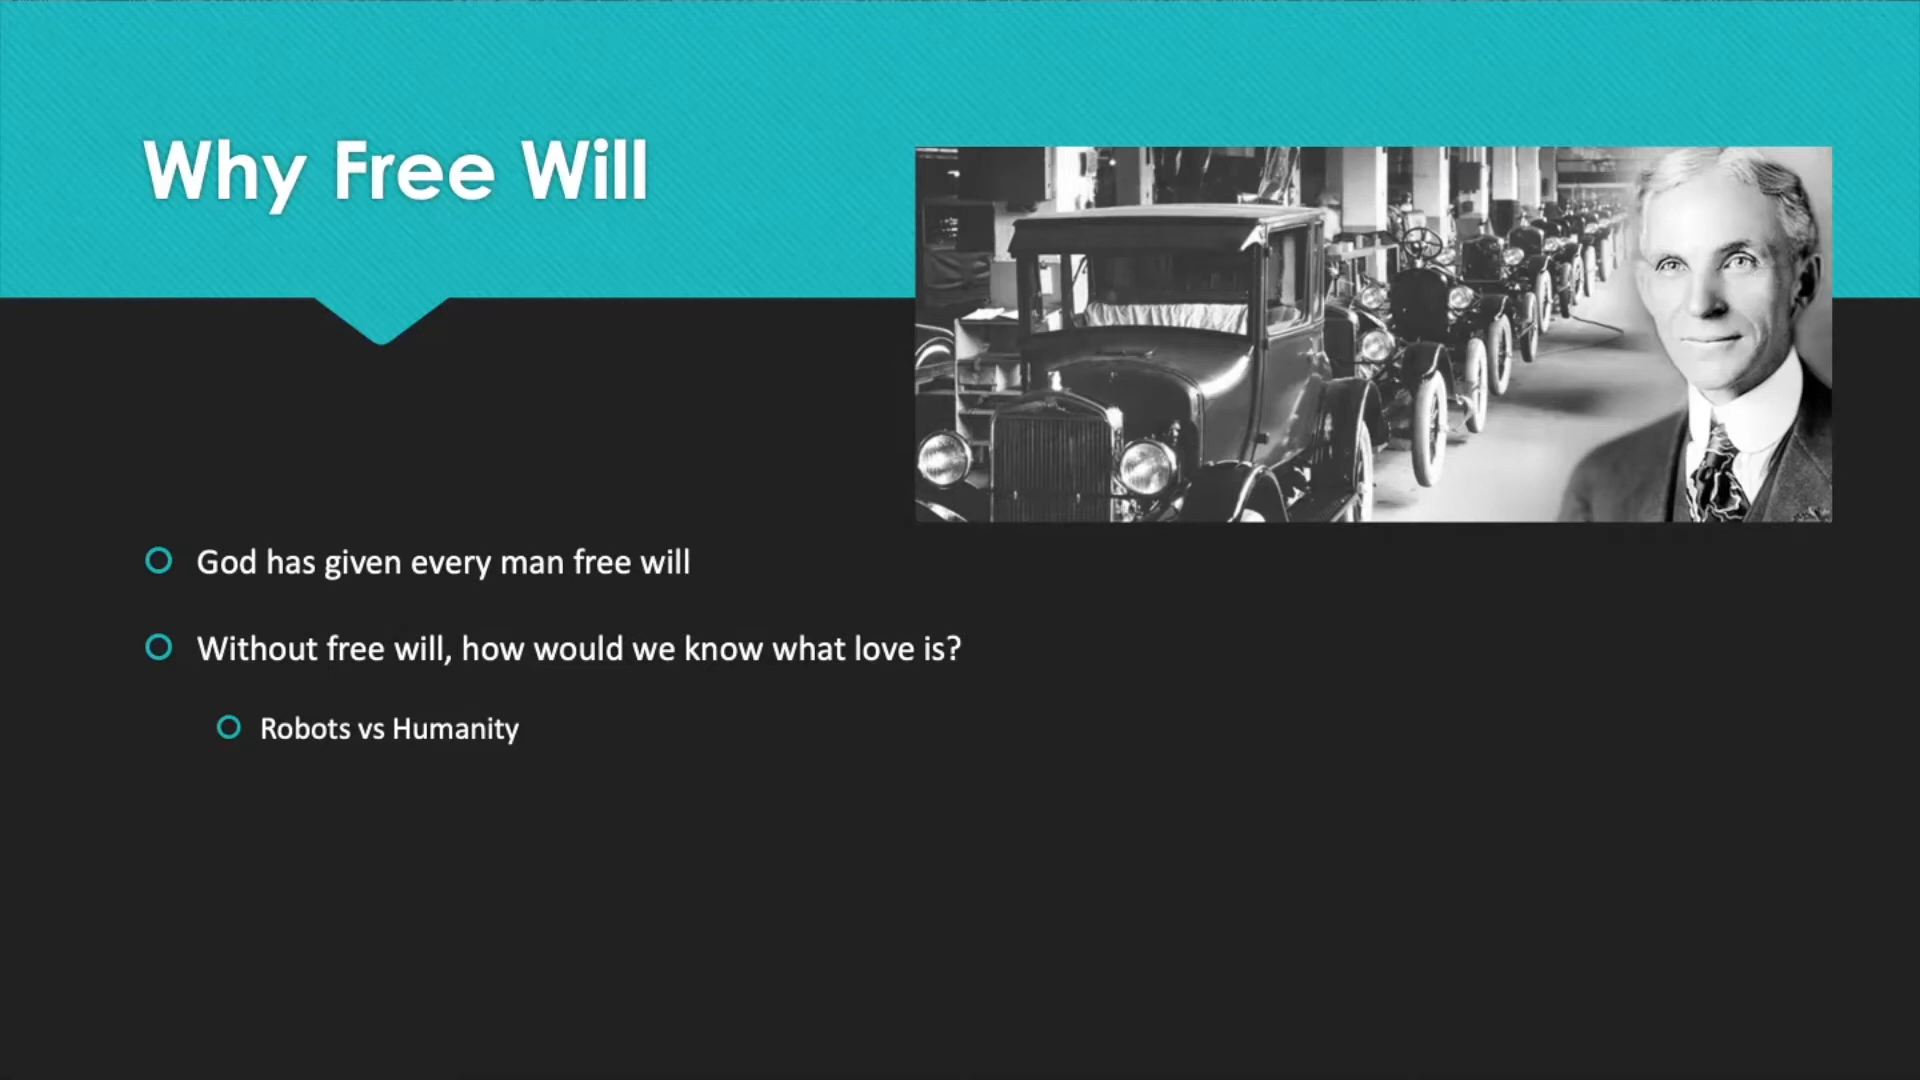 Why Free Will
God has given every man free will
Without free will, how would we know what love is?
Robots vs Humanity